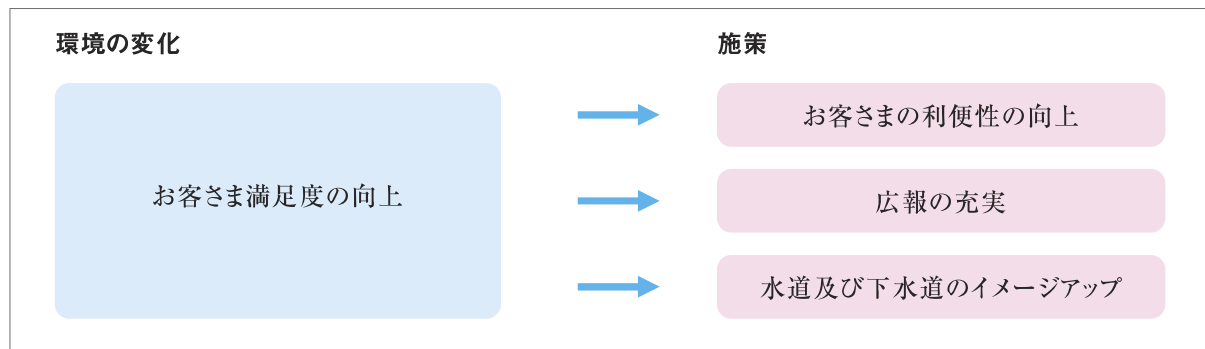 環境の変化
施策
お客さま満足度の向上
お客さまの利便性の向上
広報の充実
水道及び下水道のイメージアップ